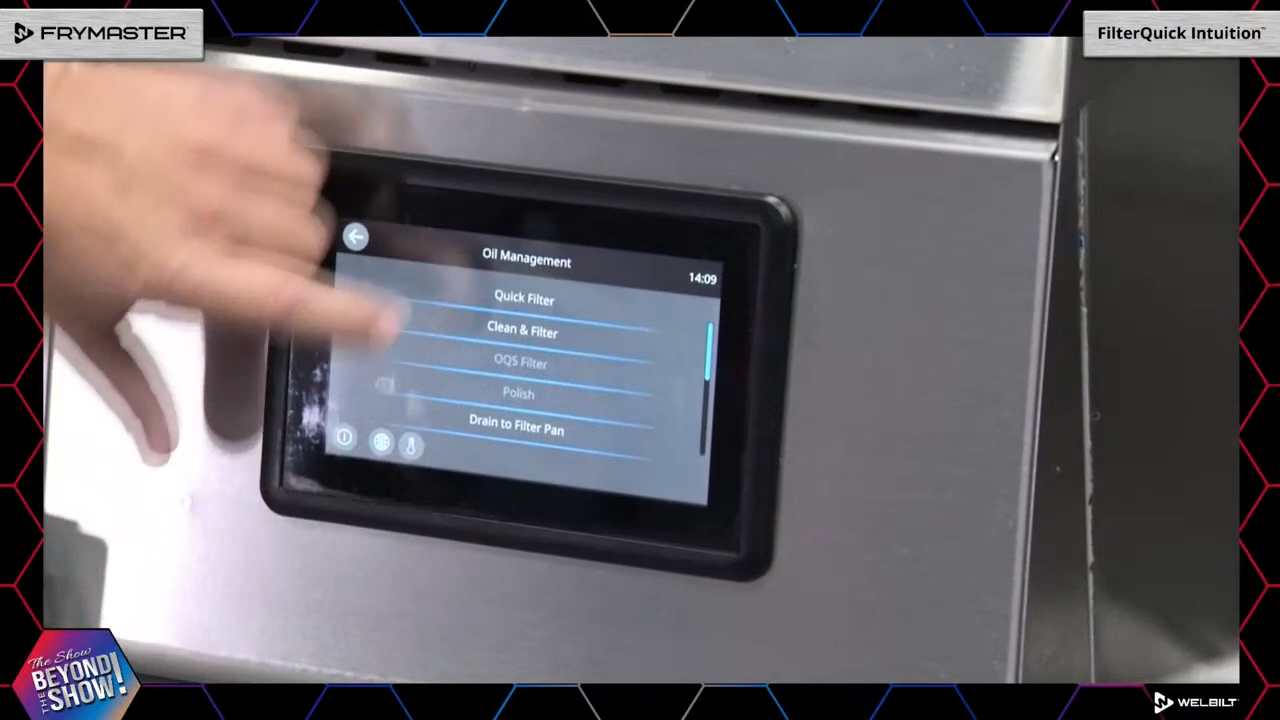 FRYMASTER
FilterQuick Intuition™
Oil Management
14:09
Quick Filter
Clean & Filter
OQS Filter
Polish
Drain to Filter Pan
The Show
BEYOND
THE SHOW!
WELBILT